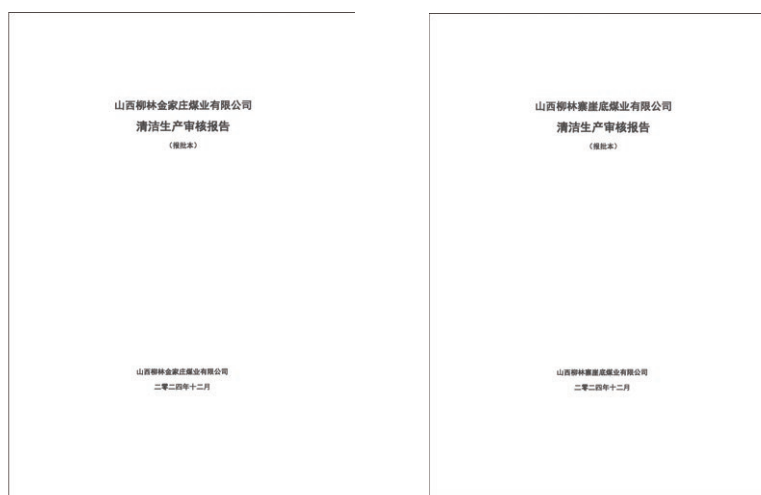 山西柳林金家庄煤业有限公司
清洁生产审核报告
(报批本)
山西柳林金家庄煤业有限公司
二零二四年十二月
山西柳林寨崖底煤业有限公司
清洁生产审核报告
(报批本)
山西柳林寨崖底煤业有限公司
二零二四年十二月